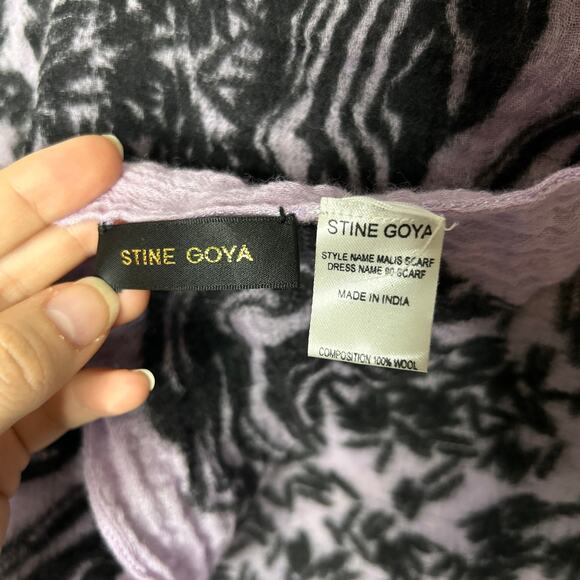 STINE GOYA
STINE GOYA
STYLE NAME MALIS SCARF
DRESS NAME 90 SCARF
MADE IN INDIA
COMPOSITION 100% WOOL